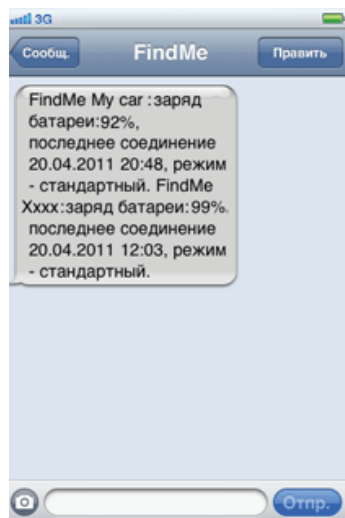 3G
Сообщ. FindMe Править
FindMe My car :заряд
батареи:92%,
последнее соединение
20.04.2011 20:48, режим
- стандартный. FindMe
Xxxx:заряд батареи:99%.
последнее соединение
20.04.2011 12:03, режим
- стандартный.
Отпр.